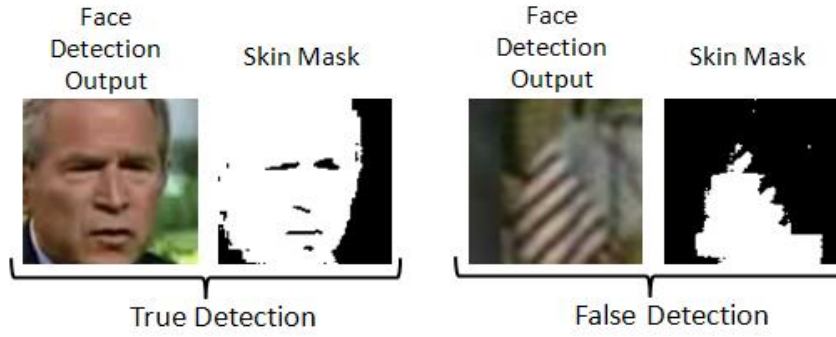 Face
Detection
Output
Skin Mask
Face
Detection
Output
Skin Mask
True Detection
False Detection